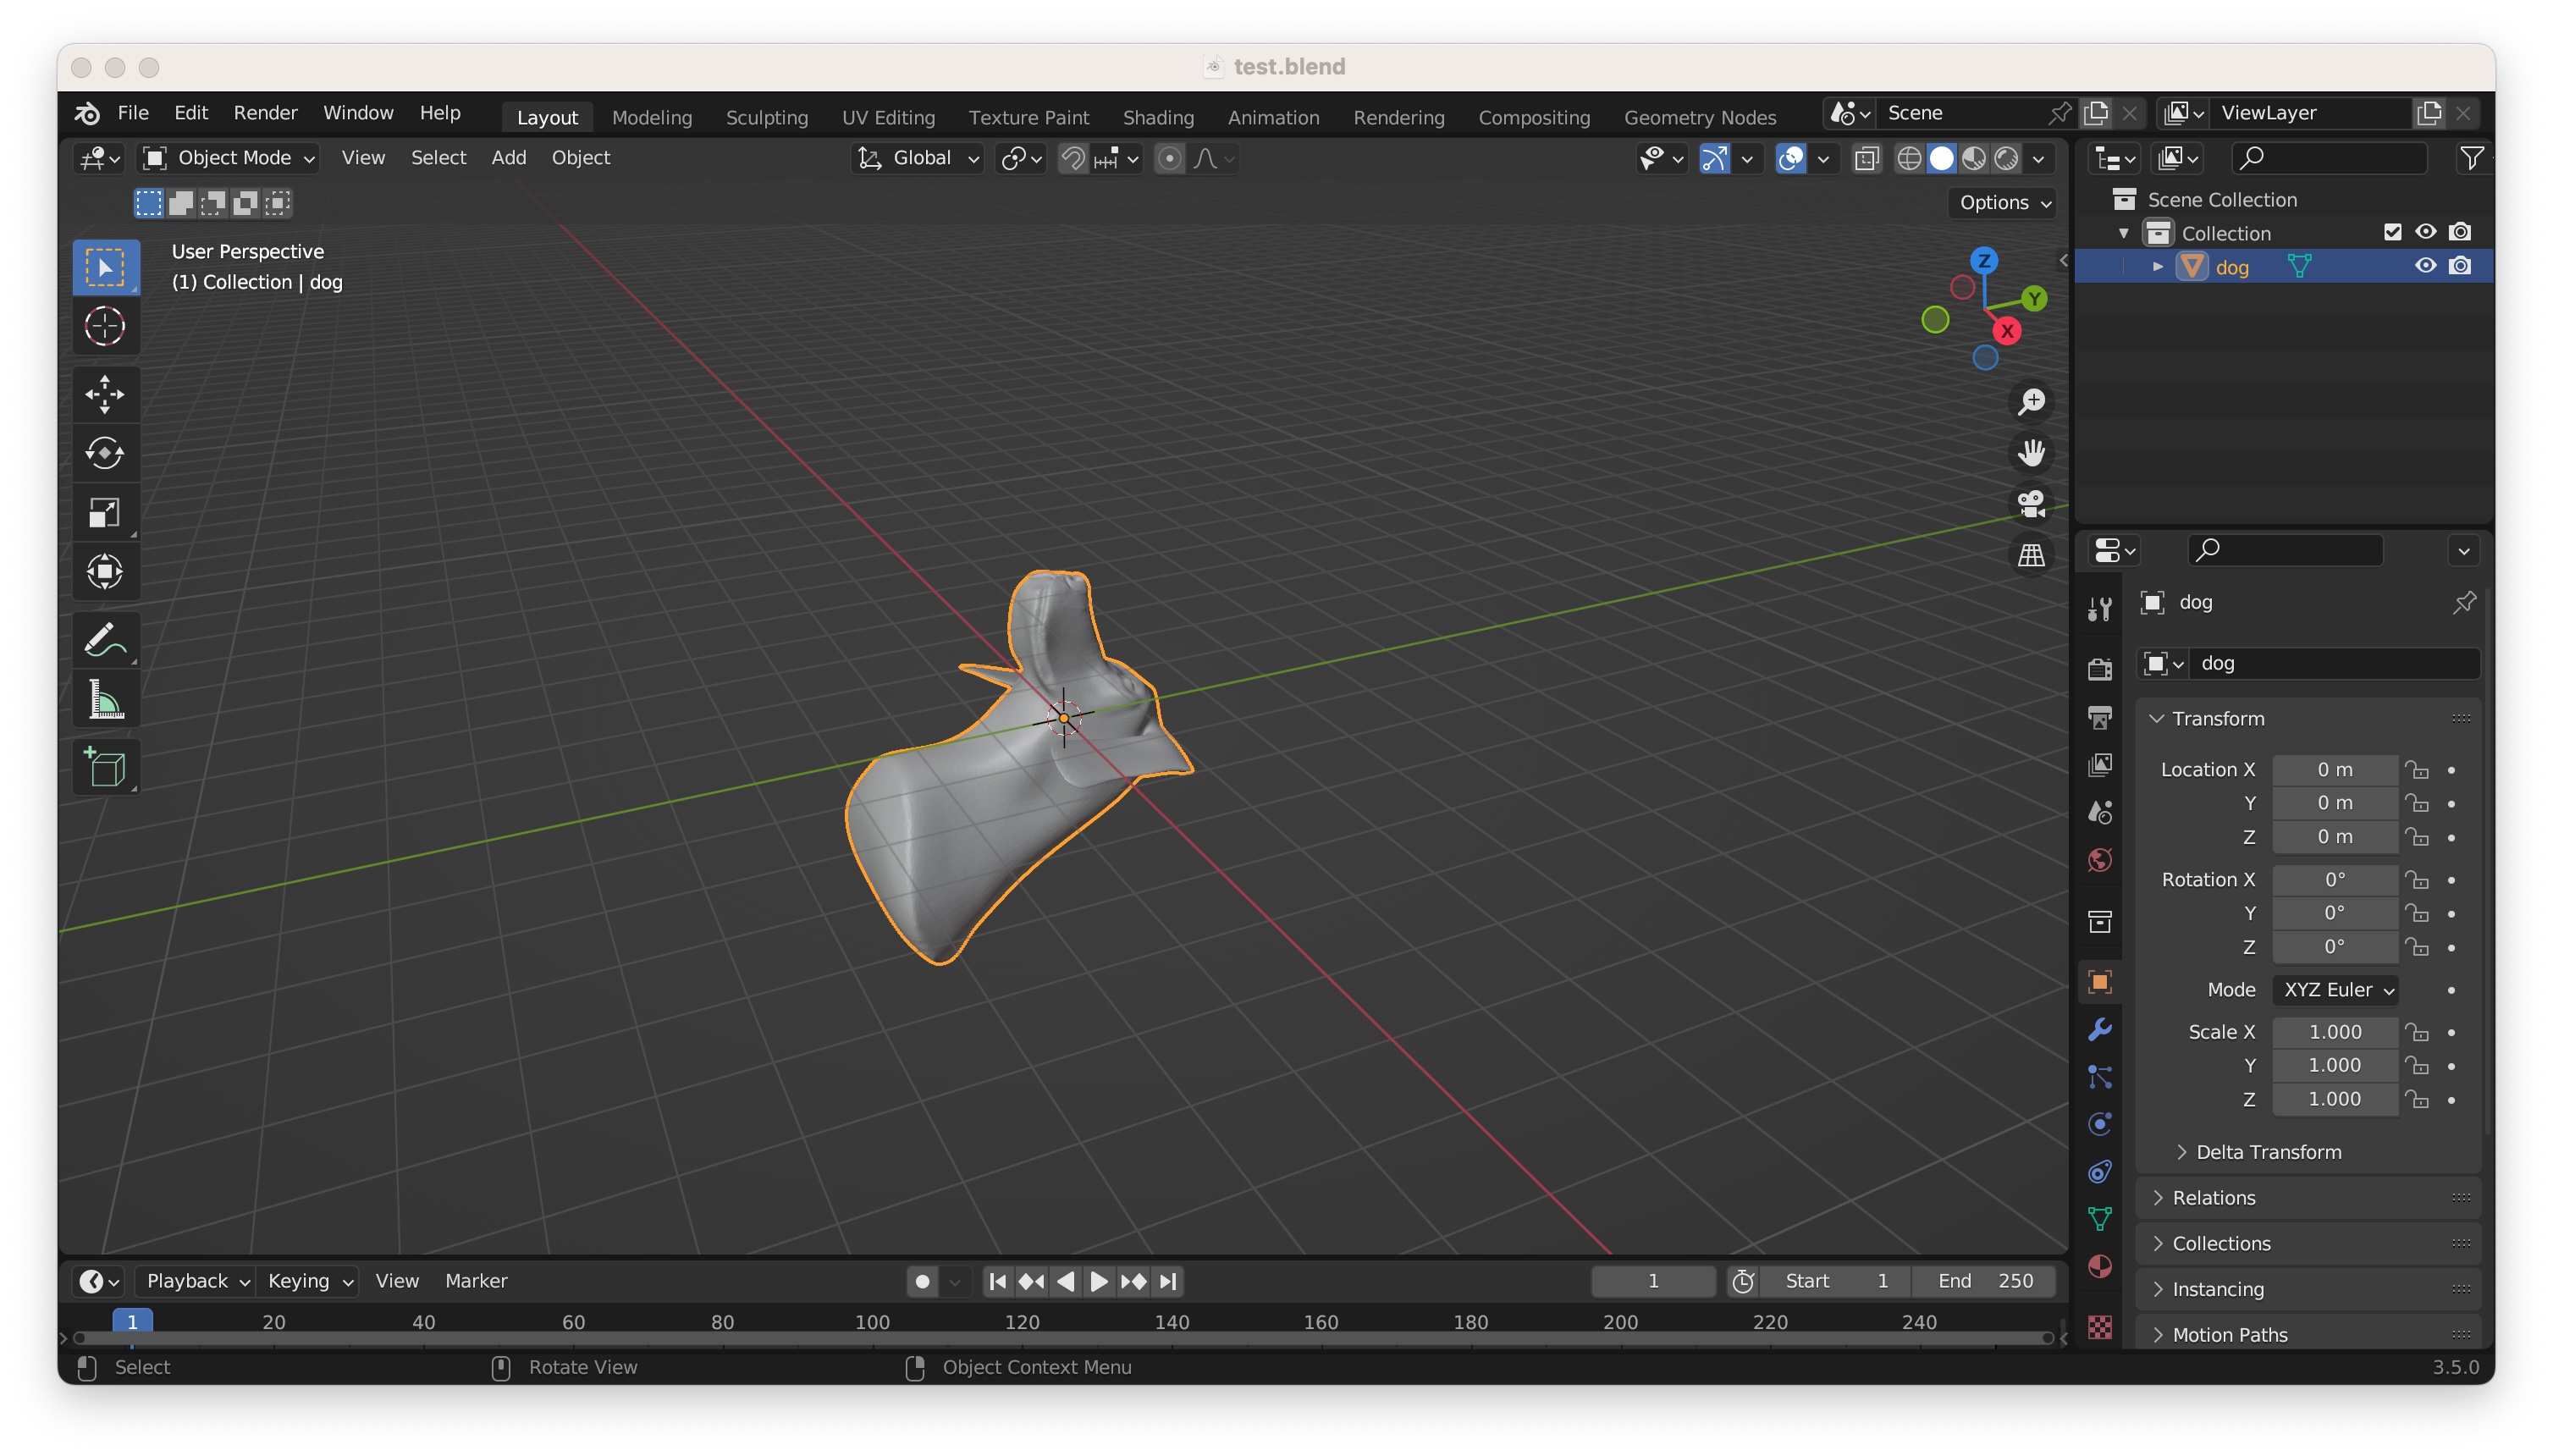 test.blend
File Edit Render Window Help Layout Modeling Sculpting UV Editing Texture Paint Shading Animation Rendering Compositing Geometry Nodes Scene ViewLayer
Object Mode View Select Add Object Global
Options
User Perspective
(1) Collection | dog
Z
Y
X
Scene Collection
Collection
dog
dog
dog
Transform
Location X 0 m
Y 0 m
Z 0 m
Rotation X 0°
Y 0°
Z 0°
Mode XYZ Euler
Scale X 1.000
Y 1.000
Z 1.000
Delta Transform
Relations
Collections
Instancing
Motion Paths
Playback Keying View Marker 1 Start 1 End 250
1 20 40 60 80 100 120 140 160 180 200 220 240
Select Rotate View Object Context Menu 3.5.0